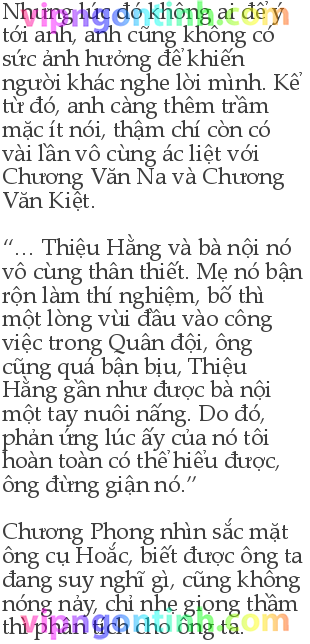 Nhưng lúc đó không ai để ý
tới anh, anh cũng không có
sức ảnh hưởng để khiến
người khác nghe lời mình. Kể
từ đó, anh càng thêm trầm
mặc ít nói, thậm chí còn có
vài lần vô cùng ác liệt với
Chương Văn Na và Chương
Văn Kiệt.
“... Thiệu Hằng và bà nội nó
vô cùng thân thiết. Mẹ nó bận
rộn làm thí nghiệm, bố thì
một lòng vùi đầu vào công
việc trong Quân đội, ông
cũng quá bận bịu, Thiệu
Hằng gần như được bà nội
một tay nuôi nấng. Do đó,
phản ứng lúc ấy của nó tôi
hoàn toàn có thể hiểu được,
ông đừng giận nó.”
Chương Phong nhìn sắc mặt
ông cụ Hoắc, biết được ông ta
đang suy nghĩ gì, cũng không
nóng nảy, chỉ nhẹ giọng thầm
thì phân tích cho ông ta.
vipngontinh.com
vipngontinh.com